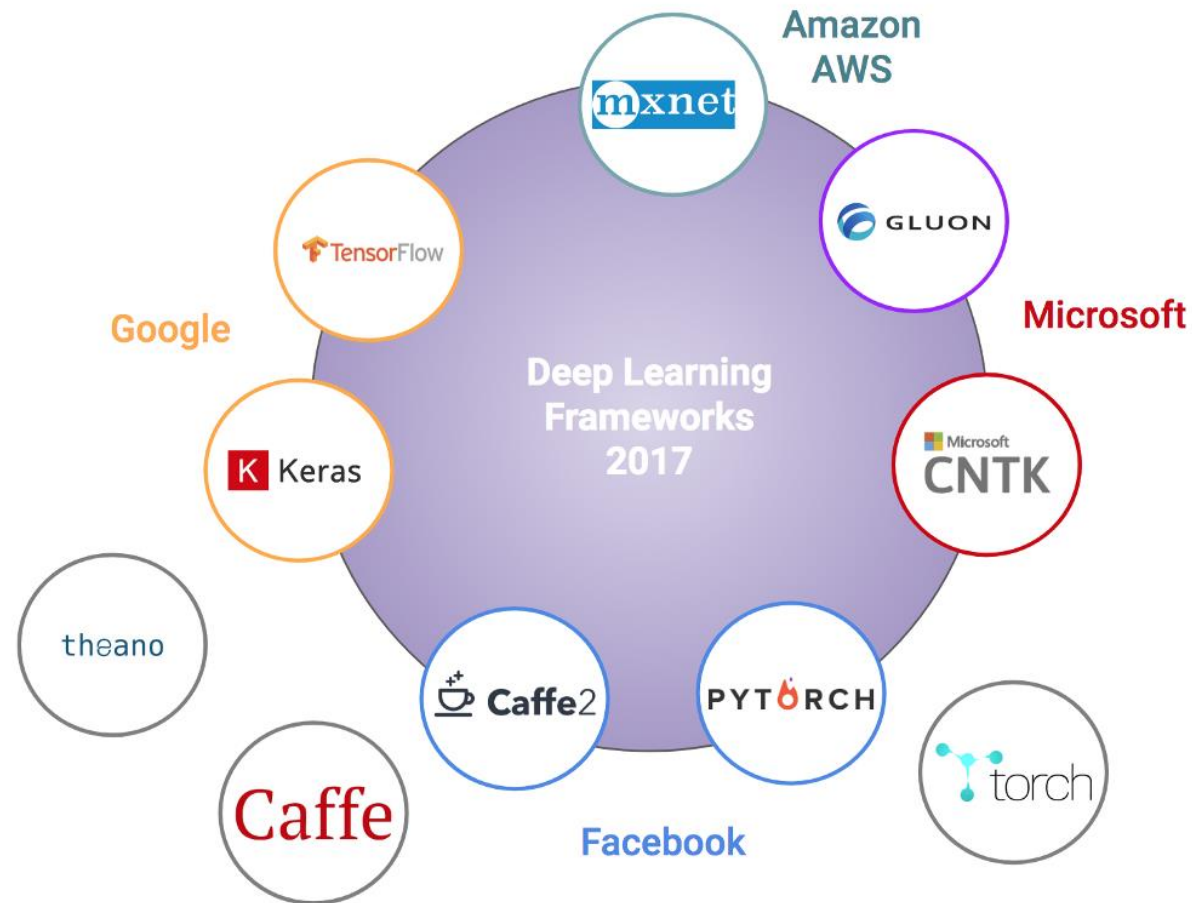 Amazon
AWS
mxnet
GLUON
TensorFlow
Google
Microsoft
Deep Learning
Frameworks
2017
Keras
K
Microsoft
CNTK
theano
Caffe2
PYTORCH
Caffe
torch
Facebook